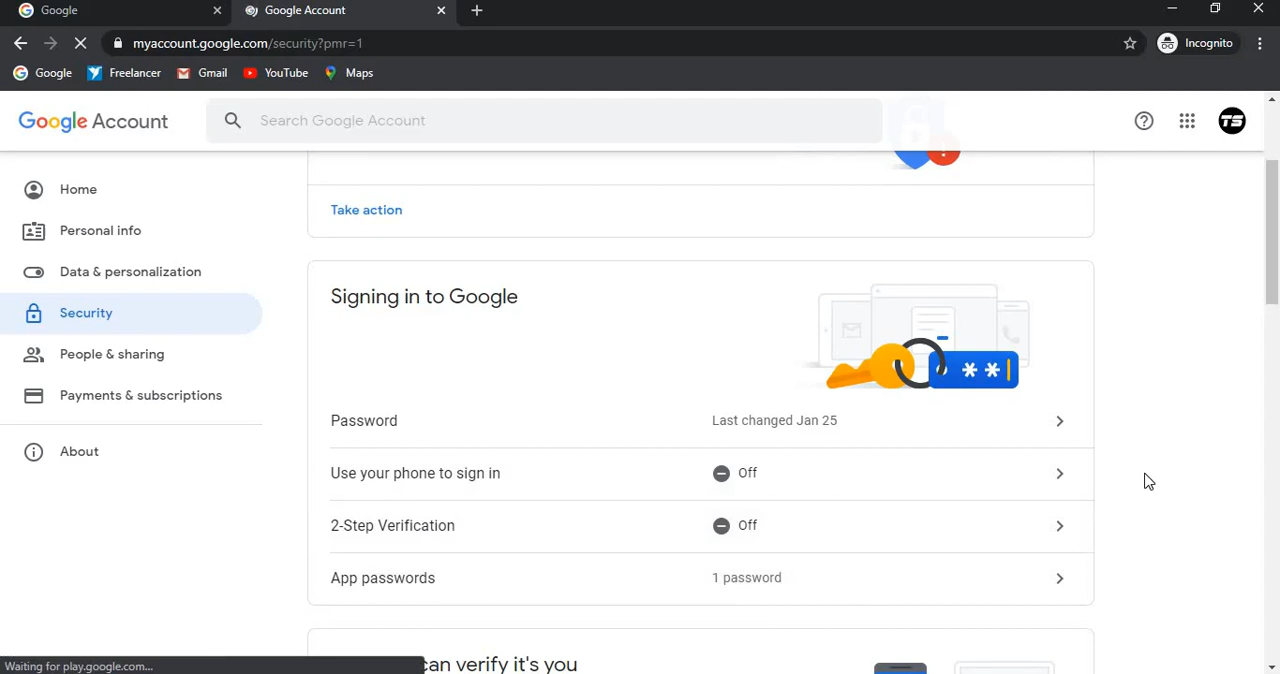 Google
Google Account
myaccount.google.com/security?pmr=1
Incognito
Google
Freelancer
Gmail
YouTube
Maps
Google Account
Search Google Account
TS
Home
Personal info
Data & personalization
Security
People & sharing
Payments & subscriptions
About
Take action
Signing in to Google
**
Password
Last changed Jan 25
Use your phone to sign in
Off
2-Step Verification
Off
App passwords
1 password
can verify it's you
Waiting for play.google.com...